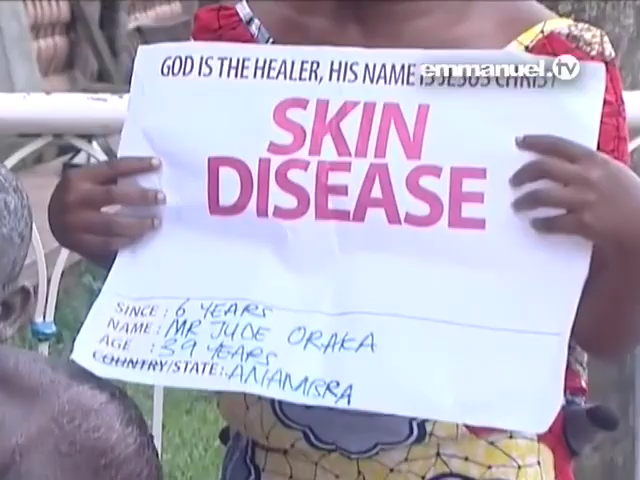 GOD IS THE HEALER, HIS NAME IS JESUS CHRIST
emmanuel.tv
SKIN
DISEASE
SINCE: 6 YEARS
NAME: MR JUDE ORAKA
AGE: 39 YEARS
COUNTRY/STATE: ANAMBRA